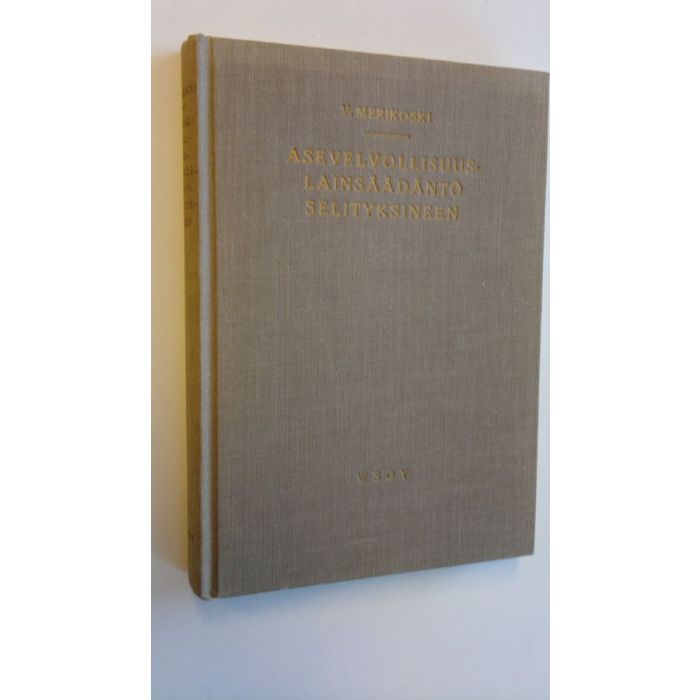 V. MERIKOSKI
ASEVELVOLLISUUS-
LAINSÄÄDÄNTÖ
SELITYKSINEEN
WSOY